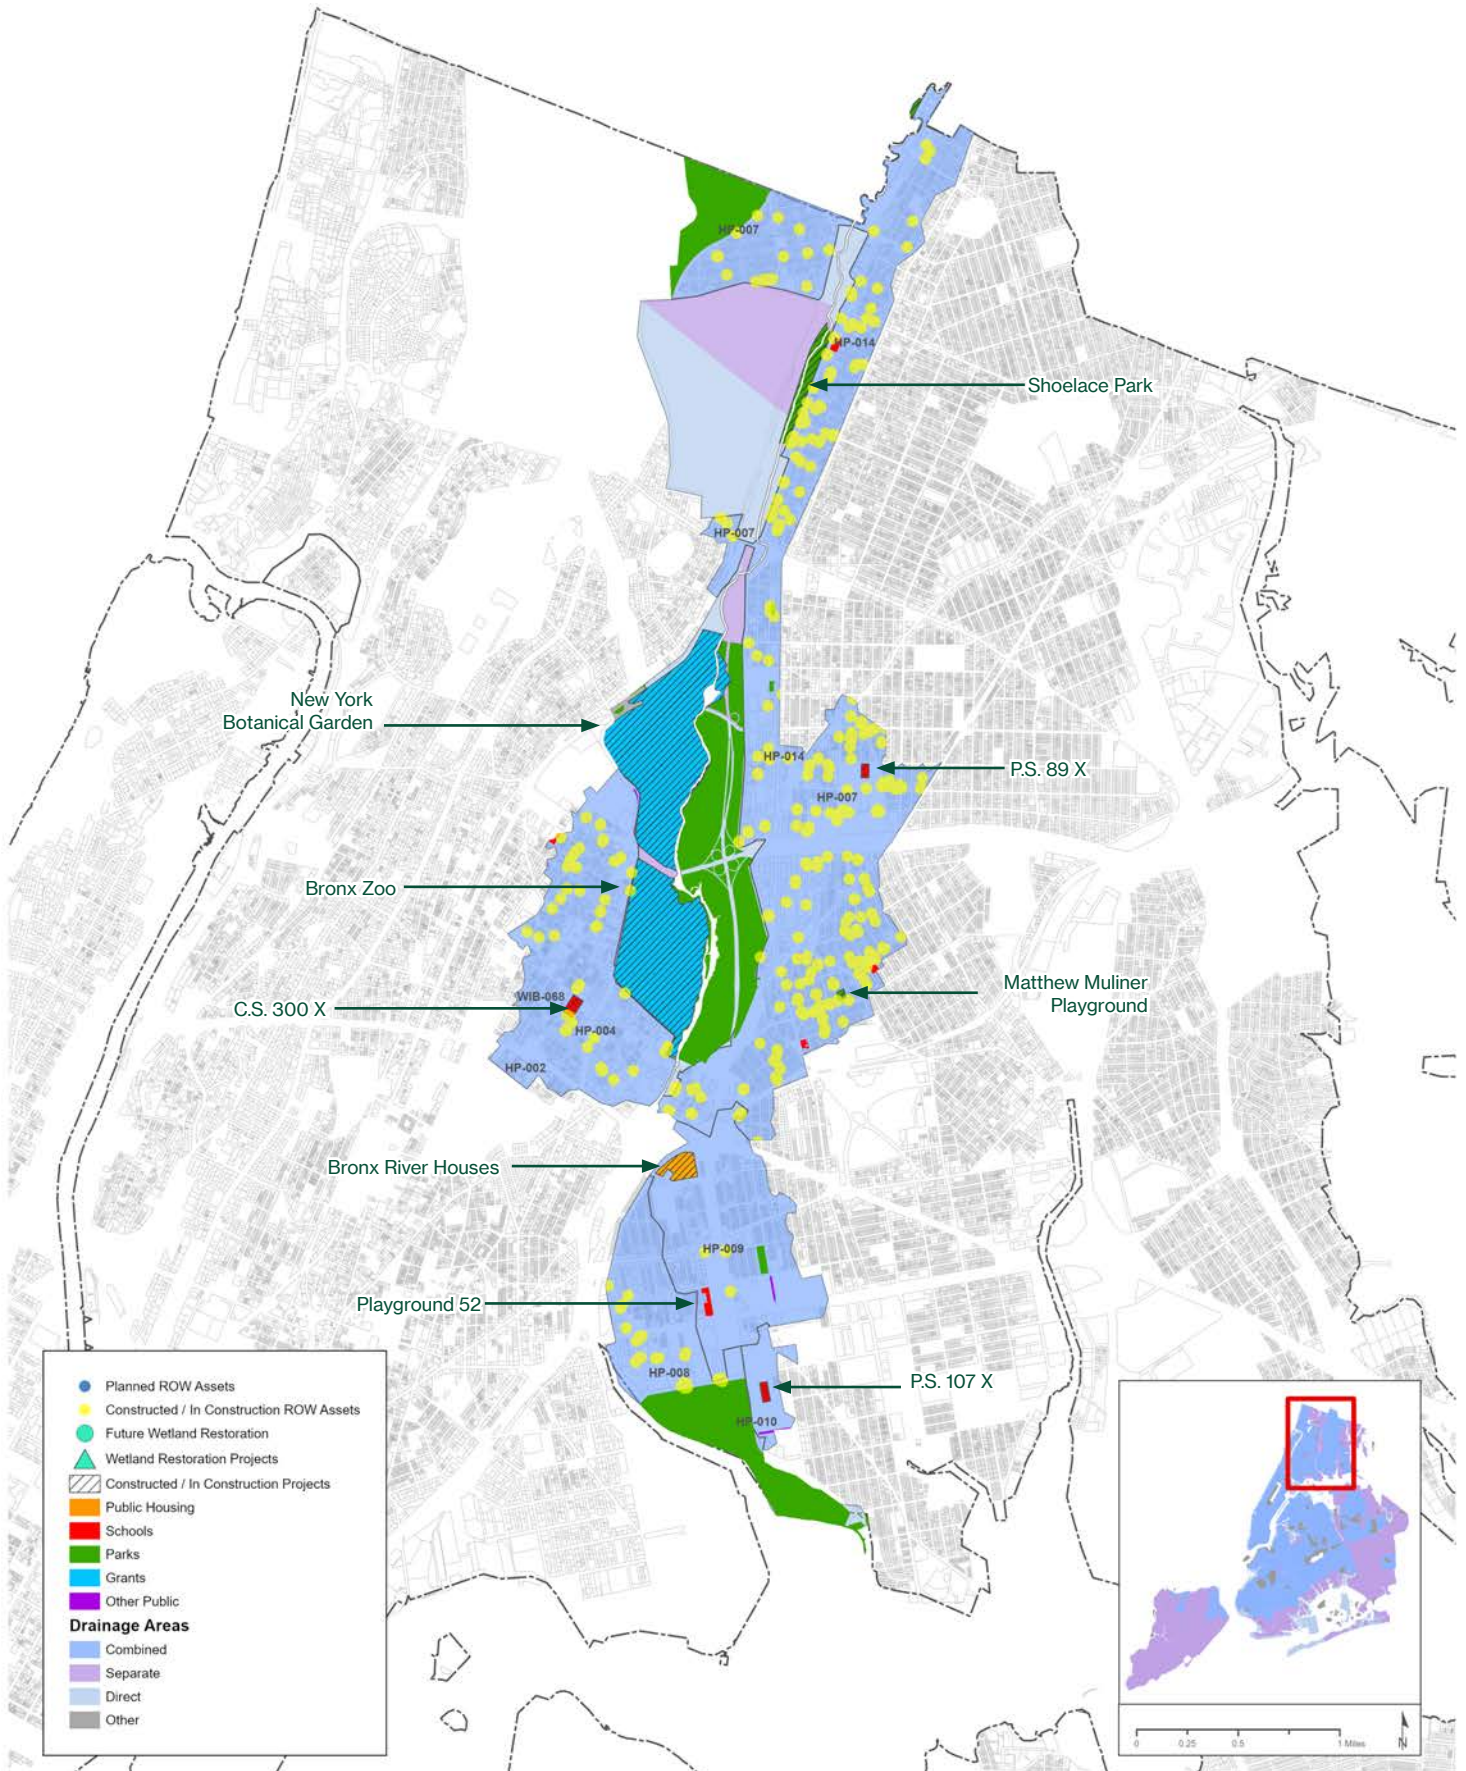 HP-007
HP-014
Shoelace Park
HP-007
New York
Botanical Garden
HP-014
P.S. 89 X
HP-007
Bronx Zoo
Matthew Muliner
Playground
WIB-068
C.S. 300 X
HP-004
HP-002
Bronx River Houses
HP-009
Playground 52
HP-008
P.S. 107 X
HP-010
Planned ROW Assets
Constructed / In Construction ROW Assets
Future Wetland Restoration
Wetland Restoration Projects
Constructed / In Construction Projects
Public Housing
Schools
Parks
Grants
Other Public
Drainage Areas
Combined
Separate
Direct
Other
0 0.25 0.5 1 Miles
N